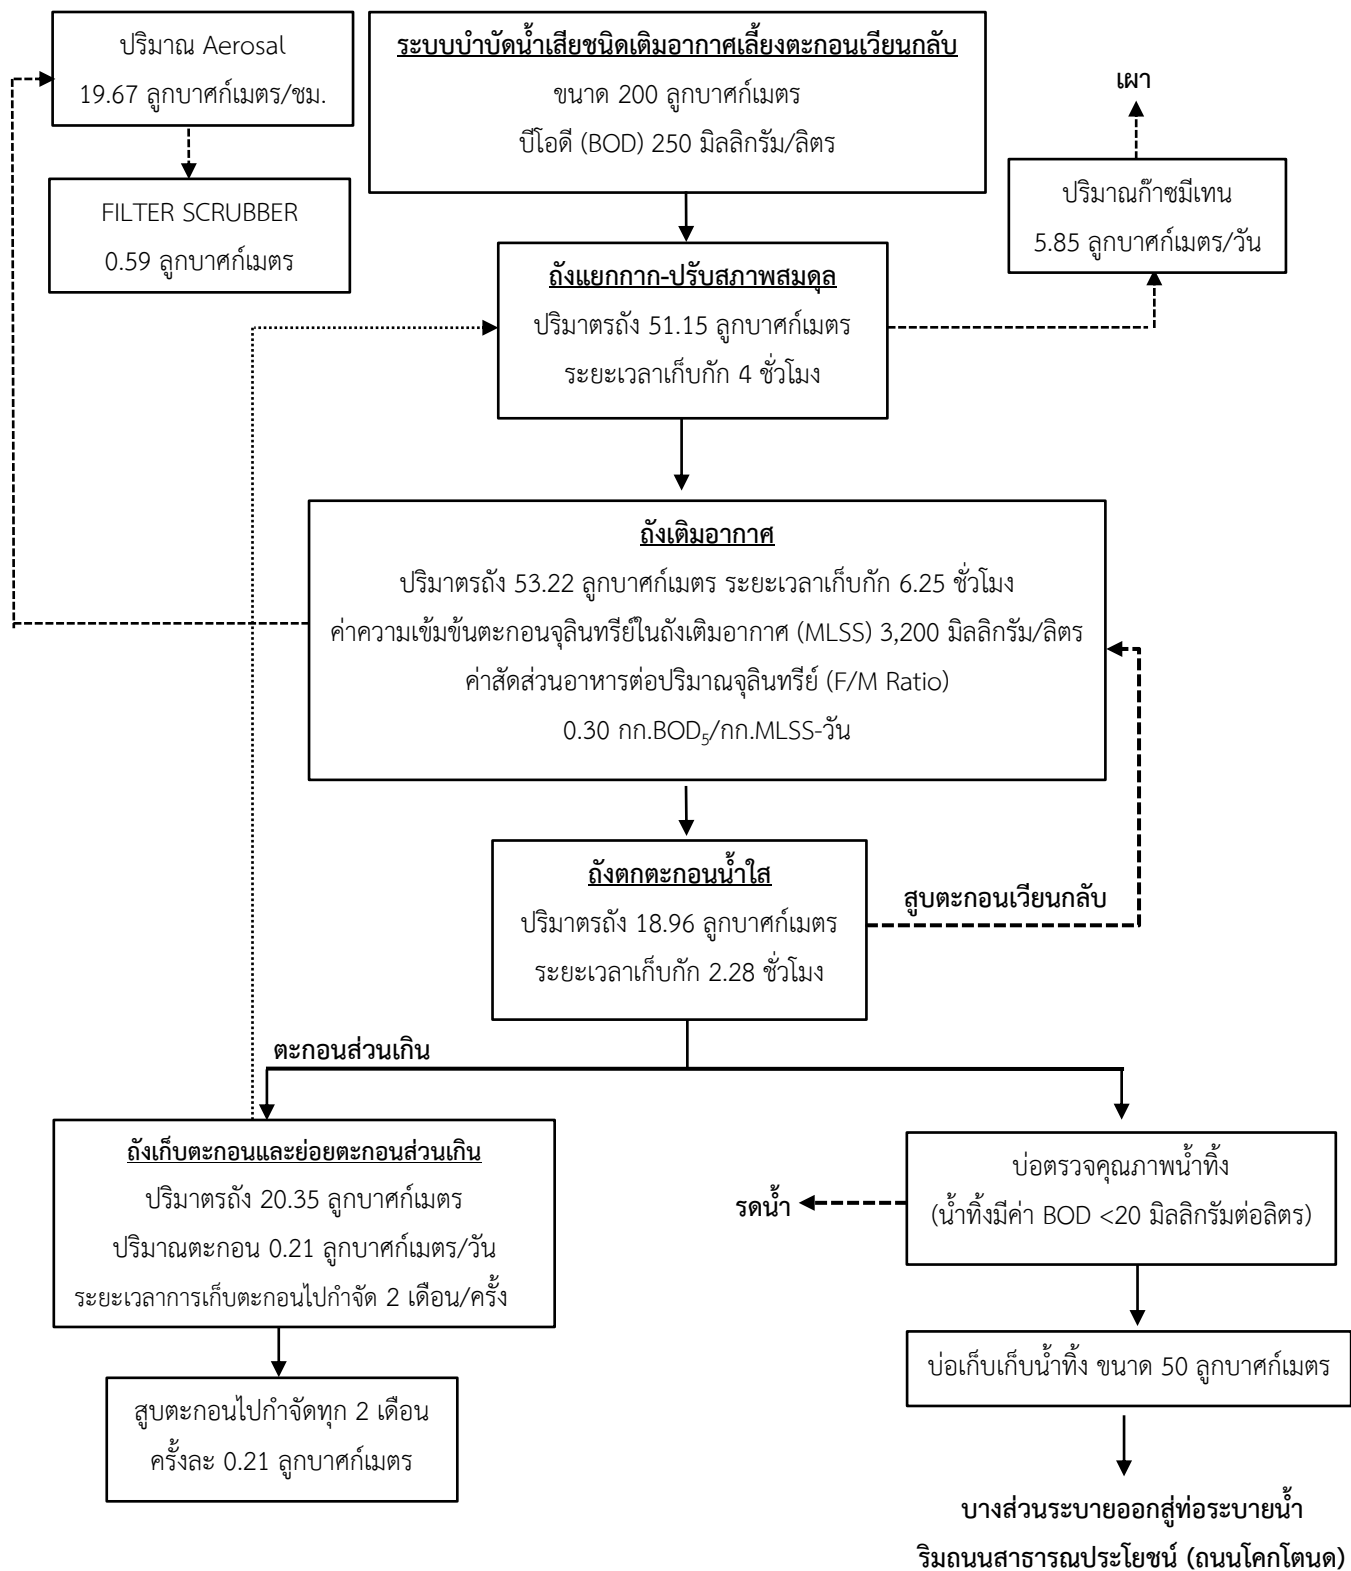 ปริมาณ Aerosal
19.67 ลูกบาศก์เมตร/ชม.
FILTER SCRUBBER
0.59 ลูกบาศก์เมตร
ระบบบำบัดน้ำเสียชนิดเติมอากาศเลี้ยงตะกอนเวียนกลับ
ขนาด 200 ลูกบาศก์เมตร
บีโอดี (BOD) 250 มิลลิกรัม/ลิตร
เผา
ปริมาณก๊าซมีเทน
5.85 ลูกบาศก์เมตร/วัน
ถังแยกกาก-ปรับสภาพสมดุล
ปริมาตรถัง 51.15 ลูกบาศก์เมตร
ระยะเวลาเก็บกัก 4 ชั่วโมง
ถังเติมอากาศ
ปริมาตรถัง 53.22 ลูกบาศก์เมตร ระยะเวลาเก็บกัก 6.25 ชั่วโมง
ค่าความเข้มข้นตะกอนจุลินทรีย์ในถังเติมอากาศ (MLSS) 3,200 มิลลิกรัม/ลิตร
ค่าสัดส่วนอาหารต่อปริมาณจุลินทรีย์ (F/M Ratio)
0.30 กก.BOD₅/กก.MLSS-วัน
ถังตกตะกอนน้ำใส
ปริมาตรถัง 18.96 ลูกบาศก์เมตร
ระยะเวลาเก็บกัก 2.28 ชั่วโมง
สูบตะกอนเวียนกลับ
ตะกอนส่วนเกิน
ถังเก็บตะกอนและย่อยตะกอนส่วนเกิน
ปริมาตรถัง 20.35 ลูกบาศก์เมตร
ปริมาณตะกอน 0.21 ลูกบาศก์เมตร/วัน
ระยะเวลาการเก็บตะกอนไปกำจัด 2 เดือน/ครั้ง
สูบตะกอนไปกำจัดทุก 2 เดือน
ครั้งละ 0.21 ลูกบาศก์เมตร
รดน้ำ
บ่อตรวจคุณภาพน้ำทิ้ง
(น้ำทิ้งมีค่า BOD <20 มิลลิกรัมต่อลิตร)
บ่อเก็บเก็บน้ำทิ้ง ขนาด 50 ลูกบาศก์เมตร
บางส่วนระบายออกสู่ท่อระบายน้ำ
ริมถนนสาธารณประโยชน์ (ถนนโคกโตนด)